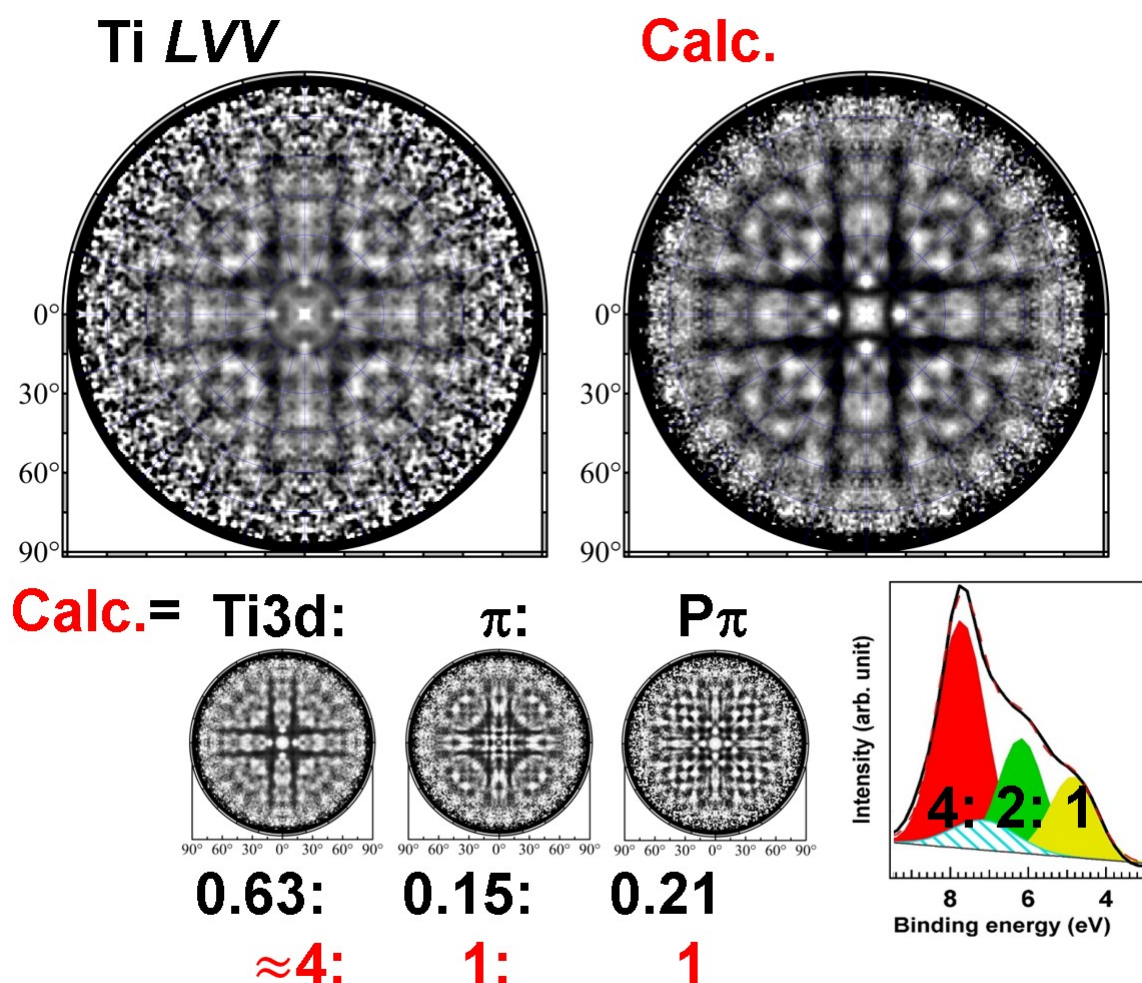 Ti LVV
Calc.
0°
30°
60°
90°
0°
30°
60°
90°
Calc.= Ti3d: π: Pπ
90° 60° 30° 0° 30° 60° 90°
90° 60° 30° 0° 30° 60° 90°
90° 60° 30° 0° 30° 60° 90°
0.63: 0.15: 0.21
≈4: 1: 1
Intensity (arb. unit)
4: 2: 1
8 6 4
Binding energy (eV)